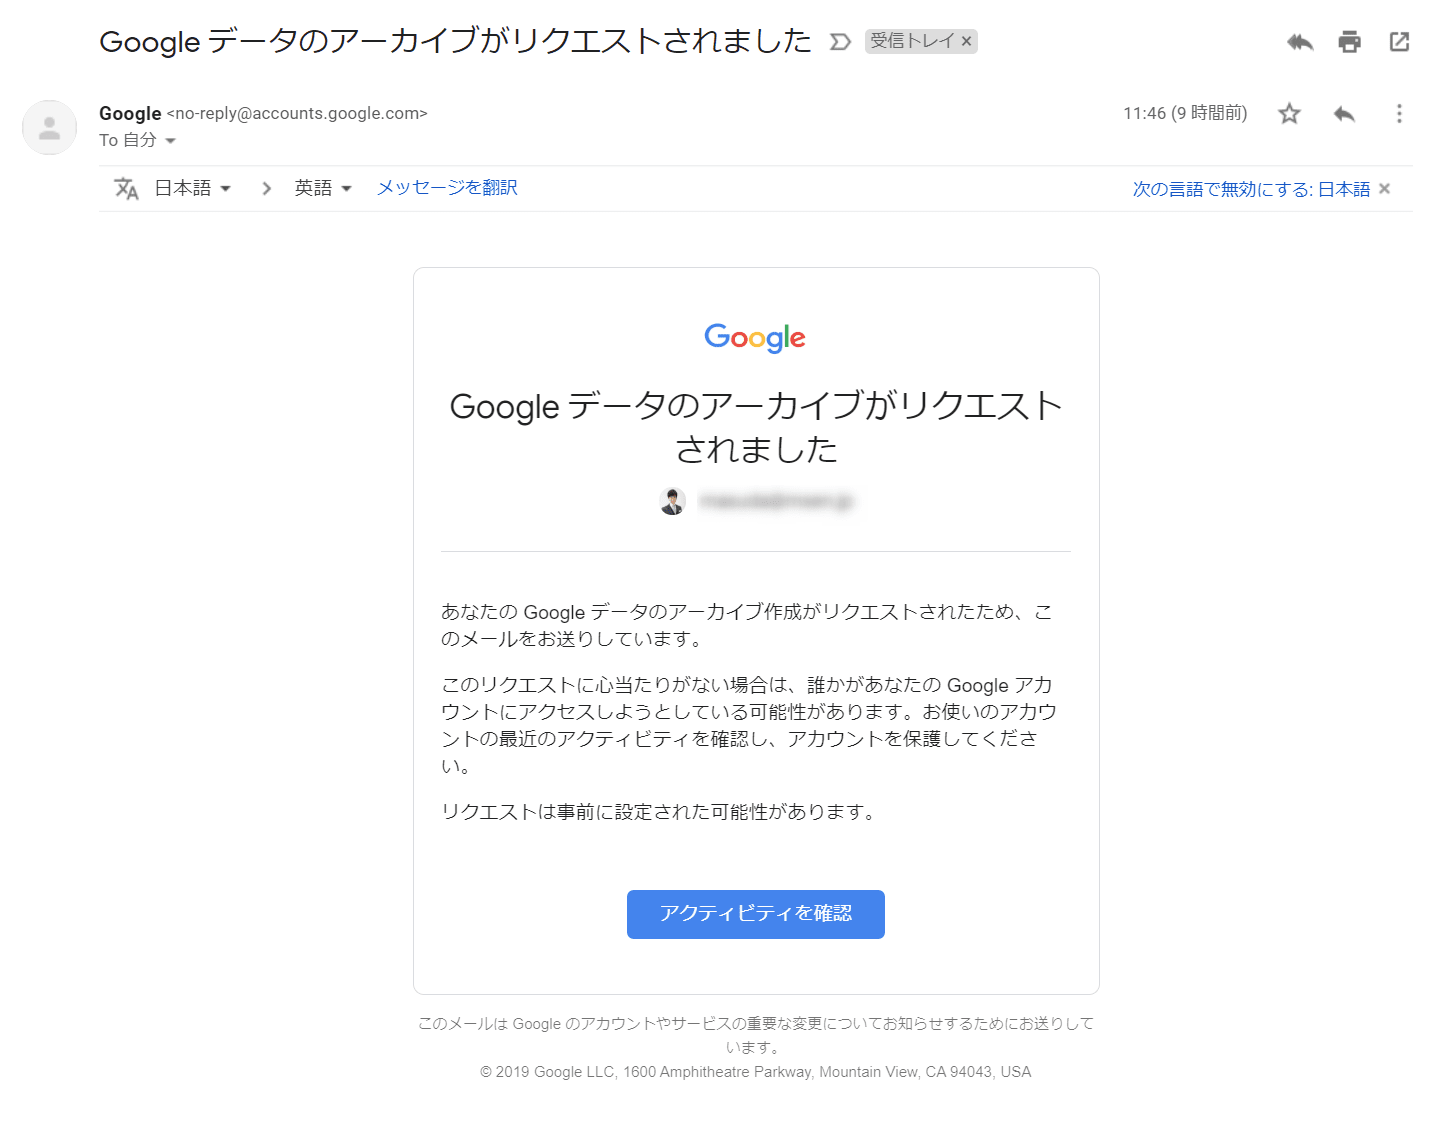 Google データのアーカイブがリクエストされました 受信トレイ ×
Google <no-reply@accounts.google.com> 11:46 (9 時間前)
To 自分
日本語 英語 メッセージを翻訳 次の言語で無効にする: 日本語 ×
Google
Google データのアーカイブがリクエスト
されました
あなたの Google データのアーカイブ作成がリクエストされたため、こ
のメールをお送りしています。
このリクエストに心当たりがない場合は、誰かがあなたの Google アカ
ウントにアクセスしようとしている可能性があります。お使いのアカウ
ントの最近のアクティビティを確認し、アカウントを保護してくださ
い。
リクエストは事前に設定された可能性があります。
アクティビティを確認
このメールは Google のアカウントやサービスの重要な変更についてお知らせするためにお送りして
います。
© 2019 Google LLC, 1600 Amphitheatre Parkway, Mountain View, CA 94043, USA